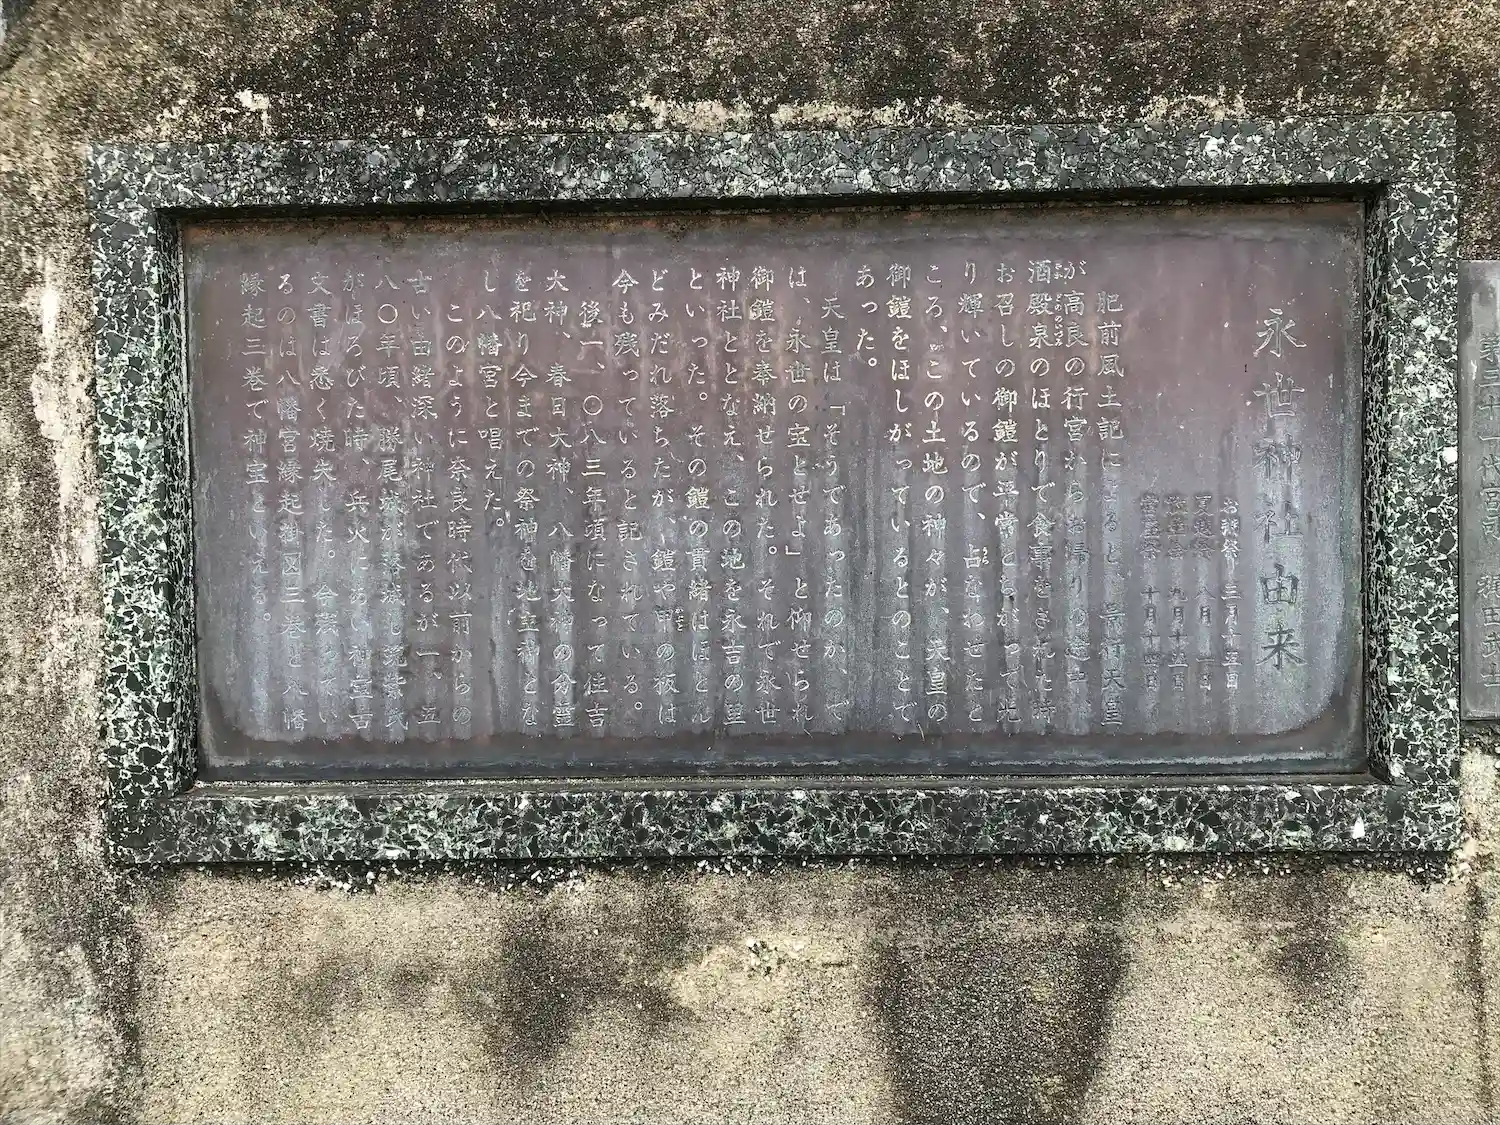 永世神社由来
お粥祭り 三月十五日
夏越祭 八月一日
十月十四日
肥前風土記によると、景行天皇
が高良の行宮からお帰りの途中
酒殿泉のほとりで食事をされた時
お召しの御鎧が平常とちがって光
り輝いているので、占なわせたと
ころ、この土地の神々が、天皇の
御鎧をほしがっているとのことで
あった。
天皇は「そうであったのか、で
は、永世の宝とせよ」と仰せられ
御鎧を奉納せられた。それで永世
神社ととなえ、この地を永吉の里
といった。その鎧の貫緒はほとん
どみだれ落ちたが、鎧や甲の板は
今も残っていると記されている。
後一、〇八三年頃になって住吉
大神、春日大神、八幡大神の分霊
を祀り今までの祭神を地主神とな
し八幡宮と唱えた。
このように奈良時代以前からの
古い由緒深い神社であるが一、五
八〇年頃、勝尾城が落城し筑紫氏
がほろびた時、兵火にあい神宝古
文書は悉く焼失した。今残ってい
るのは八幡宮縁起掛図三巻と八幡
縁起三巻で神宝といえる。